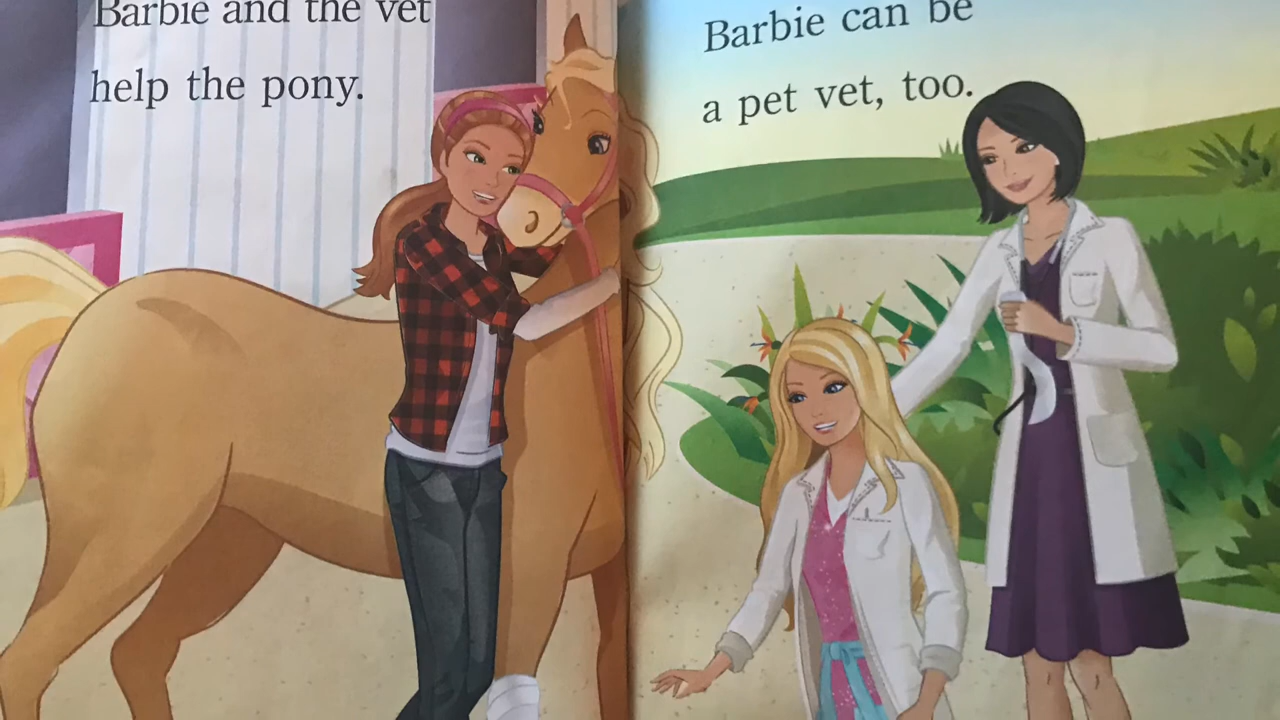 Barbie and the vet
help the pony.
Barbie can be
a pet vet, too.